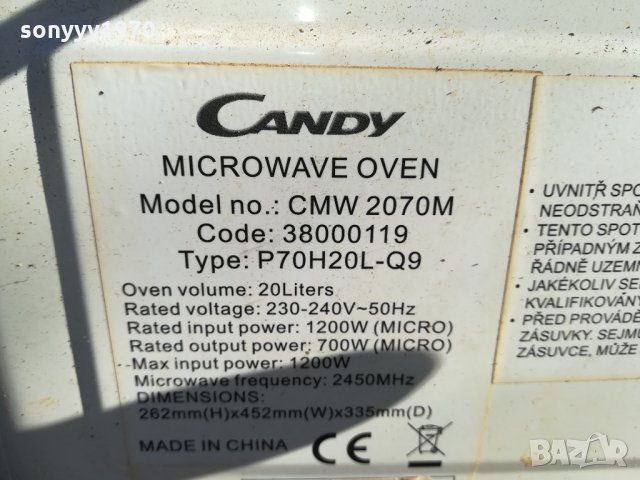 sonyyv1970
CANDY
MICROWAVE OVEN
Model no.: CMW 2070M
Code: 38000119
Type: P70H20L-Q9
Oven volume: 20Liters
Rated voltage: 230-240V~50Hz
Rated input power: 1200W (MICRO)
Rated output power: 700W (MICRO)
Max input power: 1200W
Microwave frequency: 2450MHz
DIMENSIONS:
262mm(H)x452mm(W)x335mm(D)
MADE IN CHINA CE
• UVNITŘ SPO
NEODSTRAŇ
• TENTO SPOT
PŘÍPADNÝM Z
ŘÁDNĚ UZEM
• JAKÉKOLIV SE
KVALIFIKOVÁN
• PŘED PROVÁDĚ
ZÁSUVKY. SEJMU
ZÁSUVCE, MŮŽE
BAZAR